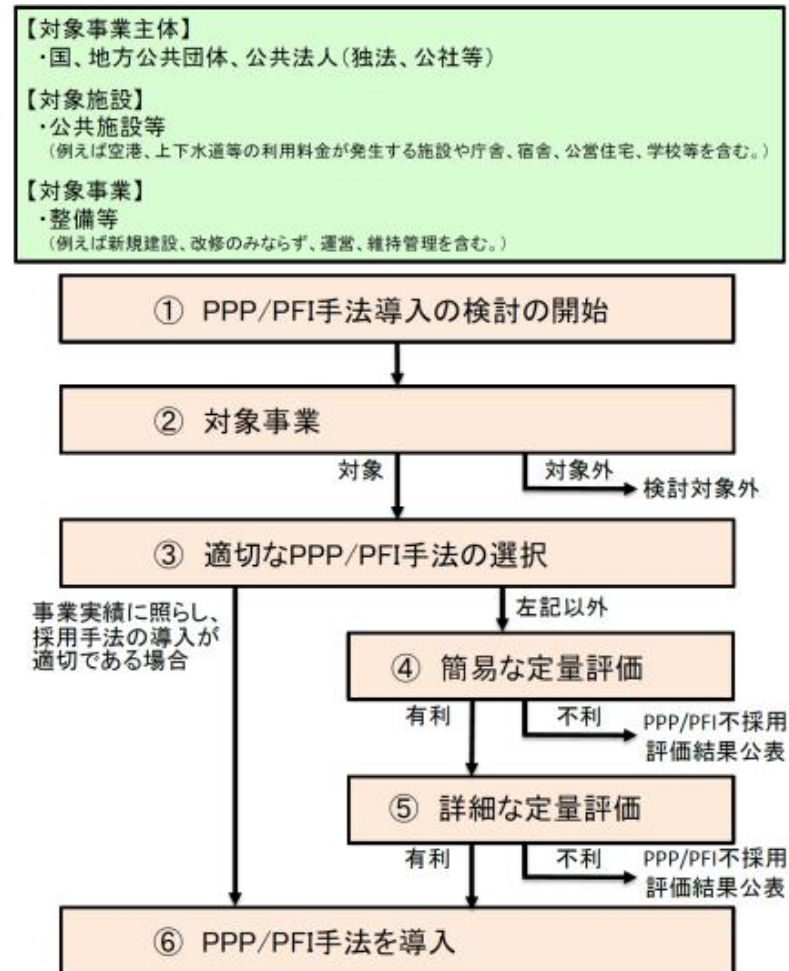 【対象事業主体】
・国、地方公共団体、公共法人(独法、公社等)
【対象施設】
・公共施設等
(例えば空港、上下水道等の利用料金が発生する施設や庁舎、宿舎、公営住宅、学校等を含む。)
【対象事業】
・整備等
(例えば新規建設、改修のみならず、運営、維持管理を含む。)
① PPP/PFI手法導入の検討の開始
② 対象事業
対象
対象外
検討対象外
③ 適切なPPP/PFI手法の選択
事業実績に照らし、
採用手法の導入が
適切である場合
左記以外
④ 簡易な定量評価
有利
不利
PPP/PFI不採用
評価結果公表
⑤ 詳細な定量評価
有利
不利
PPP/PFI不採用
評価結果公表
⑥ PPP/PFI手法を導入